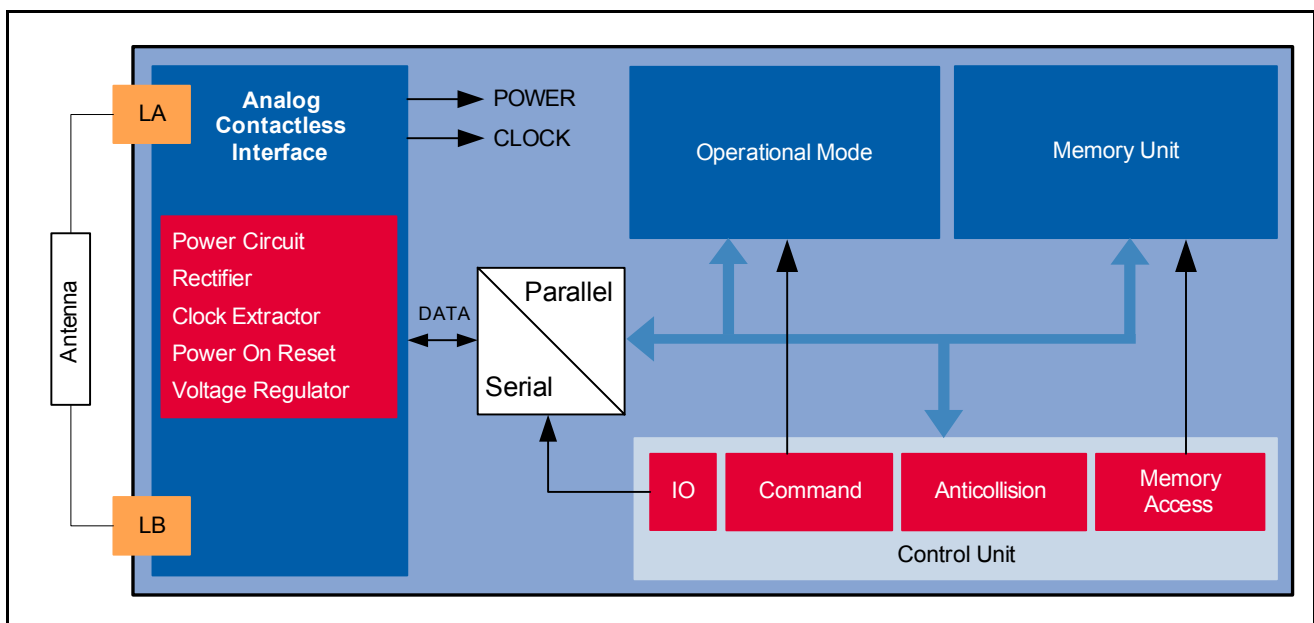 LA
Analog
Contactless
Interface
POWER
CLOCK
Operational Mode
Memory Unit
Antenna
Power Circuit
Rectifier
Clock Extractor
Power On Reset
Voltage Regulator
DATA
Parallel
Serial
LB
IO
Command
Anticollision
Memory
Access
Control Unit